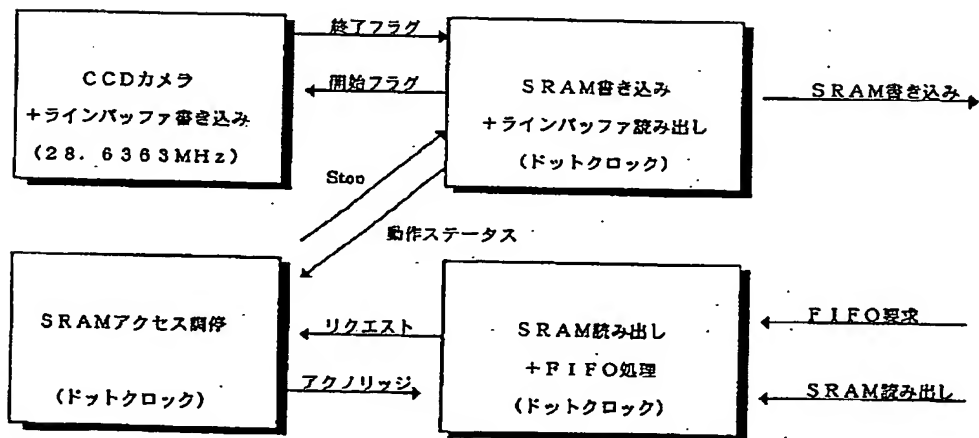 終了フラグ
CCDカメラ
+ラインバッファ書き込み
(28.6363MHz)
開始フラグ
SRAM書き込み
+ラインバッファ読み出し
(ドットクロック)
SRAM書き込み
Stop
動作ステータス
SRAMアクセス調停
(ドットクロック)
リクエスト
アクノリッジ
SRAM読み出し
+FIFO処理
(ドットクロック)
FIFO要求
SRAM読み出し